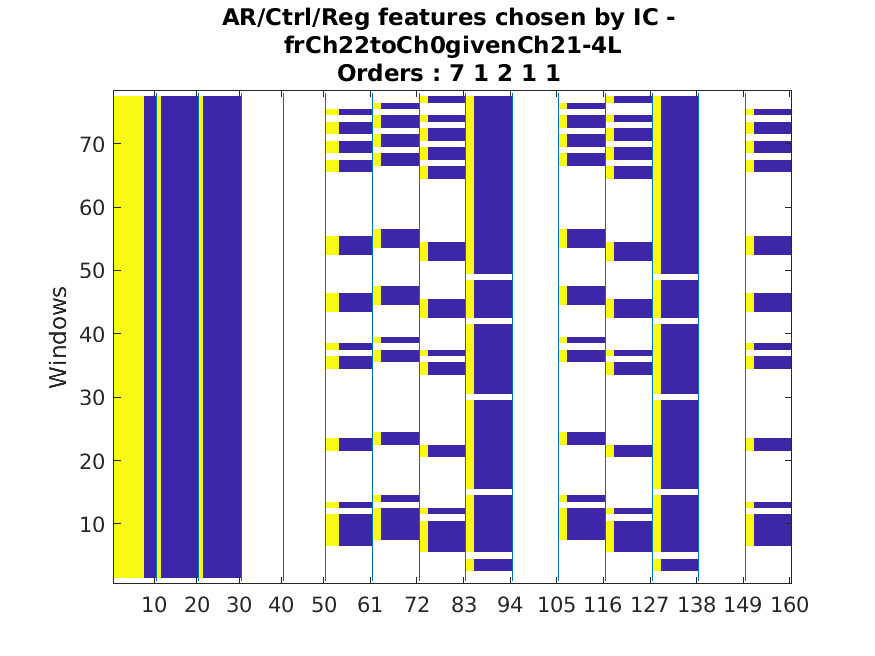 AR/Ctrl/Reg features chosen by IC -
frCh22toCh0givenCh21-4L
Orders : 7 1 2 1 1
70
60
50
40
30
20
10
Windows
10 20 30 40 50 61 72 83 94 105 116 127 138 149 160